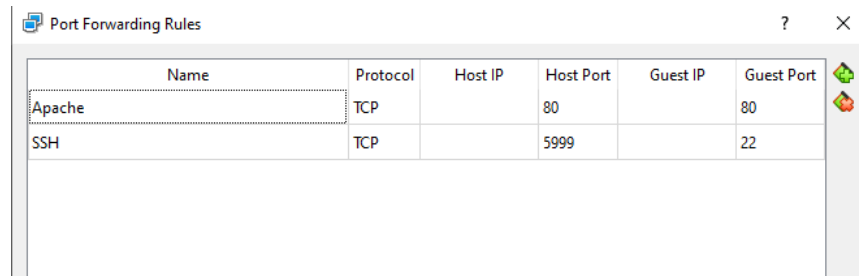 Port Forwarding Rules ? ×
Name Protocol Host IP Host Port Guest IP Guest Port
Apache TCP 80 80
SSH TCP 5999 22